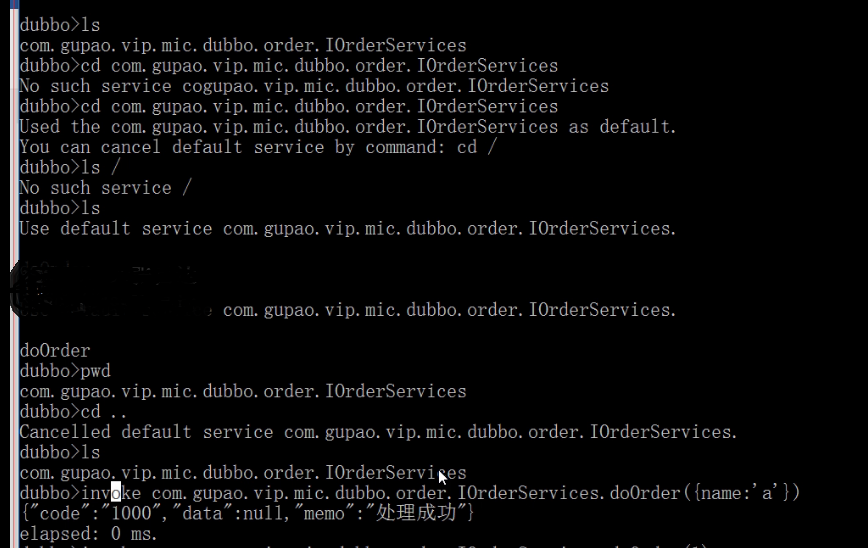 dubbo>ls
com.gupao.vip.mic.dubbo.order.IOrderServices
dubbo>cd com.gupao.vip.mic.dubbo.order.IOrderServices
No such service cogupao.vip.mic.dubbo.order.IOrderServices
dubbo>cd com.gupao.vip.mic.dubbo.order.IOrderServices
Used the com.gupao.vip.mic.dubbo.order.IOrderServices as default.
You can cancel default service by command: cd /
dubbo>ls /
No such service /
dubbo>ls
Use default service com.gupao.vip.mic.dubbo.order.IOrderServices.
com.gupao.vip.mic.dubbo.order.IOrderServices.
doOrder
dubbo>pwd
com.gupao.vip.mic.dubbo.order.IOrderServices
dubbo>cd ..
Cancelled default service com.gupao.vip.mic.dubbo.order.IOrderServices.
dubbo>ls
com.gupao.vip.mic.dubbo.order.IOrderServices
dubbo>invoke com.gupao.vip.mic.dubbo.order.IOrderServices.doOrder({name:'a'})
{"code":"1000","data":null,"memo":"处理成功"}
elapsed: 0 ms.